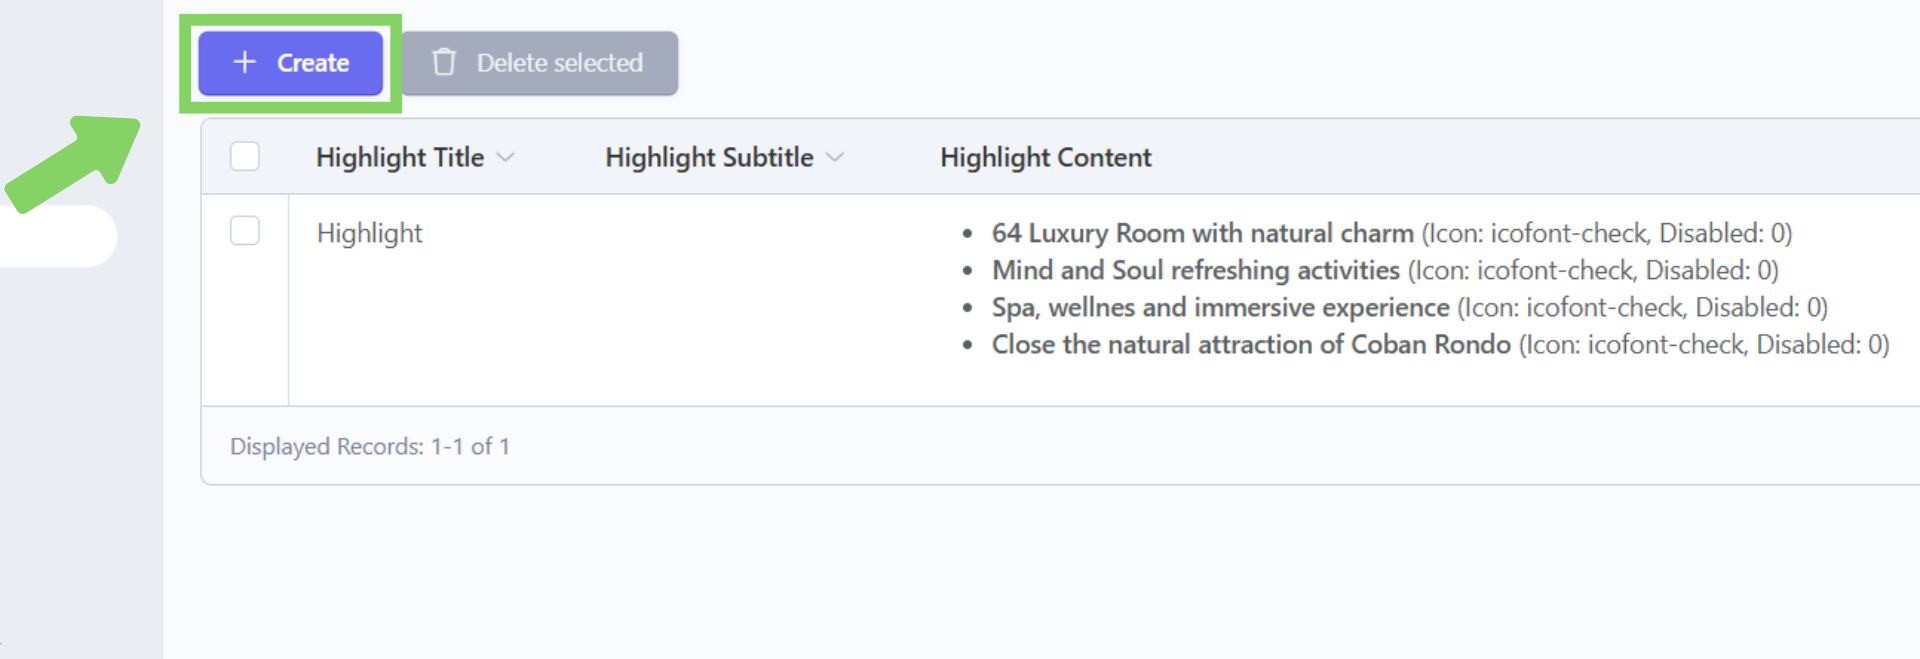 Create Delete selected
Highlight Title Highlight Subtitle Highlight Content
Highlight
• 64 Luxury Room with natural charm (Icon: icofont-check, Disabled: 0)
• Mind and Soul refreshing activities (Icon: icofont-check, Disabled: 0)
• Spa, wellnes and immersive experience (Icon: icofont-check, Disabled: 0)
• Close the natural attraction of Coban Rondo (Icon: icofont-check, Disabled: 0)
Displayed Records: 1-1 of 1